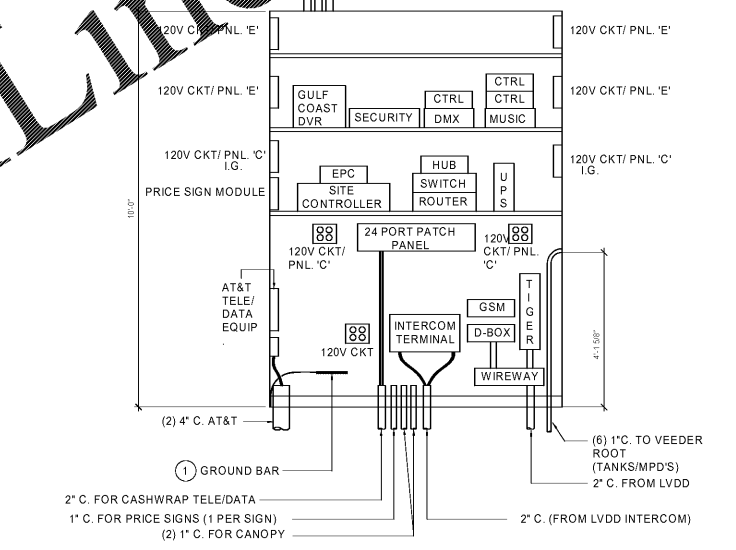 Line
120V CKT/ PNL. 'E'
120V CKT/ PNL. 'E'
120V CKT/ PNL. 'E'
120V CKT/ PNL. 'E'
GULF
COAST
DVR
SECURITY
CTRL
DMX
CTRL
CTRL
MUSIC
120V CKT/ PNL. 'C'
I.G.
120V CKT/ PNL. 'C'
I.G.
PRICE SIGN MODULE
EPC
SITE
CONTROLLER
HUB
SWITCH
ROUTER
UPS
10'-0"
120V CKT/
PNL. 'C'
24 PORT PATCH
PANEL
120V
CKT/ PNL.
'C'
AT&T
TELE/
DATA
EQUIP
.
120V CKT
INTERCOM
TERMINAL
GSM
D-BOX
TIGER
WIREWAY
4'-1 5/8"
(2) 4" C. AT&T
(6) 1"C. TO VEEDER
ROOT
(TANKS/MPD'S)
1 GROUND BAR
2" C. FROM LVDD
2" C. FOR CASHWRAP TELE/DATA
1" C. FOR PRICE SIGNS (1 PER SIGN)
2" C. (FROM LVDD INTERCOM)
(2) 1" C. FOR CANOPY